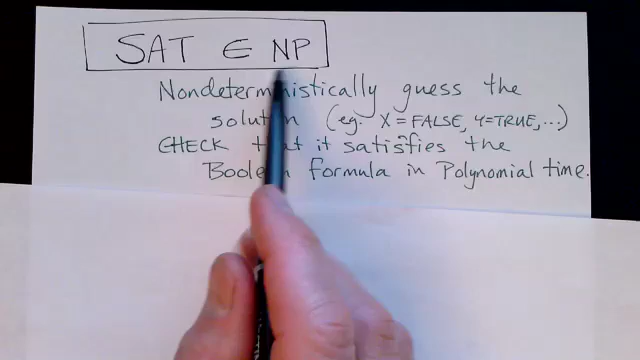 SAT ∈ NP
Nondeterministically guess the
solution (eg. X = FALSE, Y=TRUE, ...)
CHECK that it satisfies the
Boolean formula in Polynomial time.